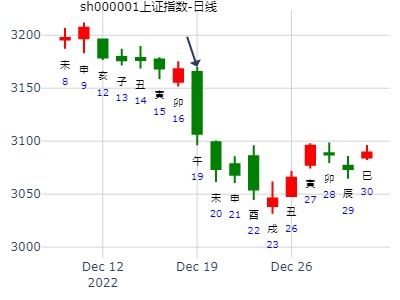 sh000001上证指数-日线
3200
3150
3100
3050
3000
未
8
申
9
亥
12
子
13
丑
14
寅
15
卯
16
午
19
未
20
申
21
酉
22
戌
23
丑
26
寅
27
卯
28
辰
29
巳
30
Dec 12
2022
Dec 19
Dec 26